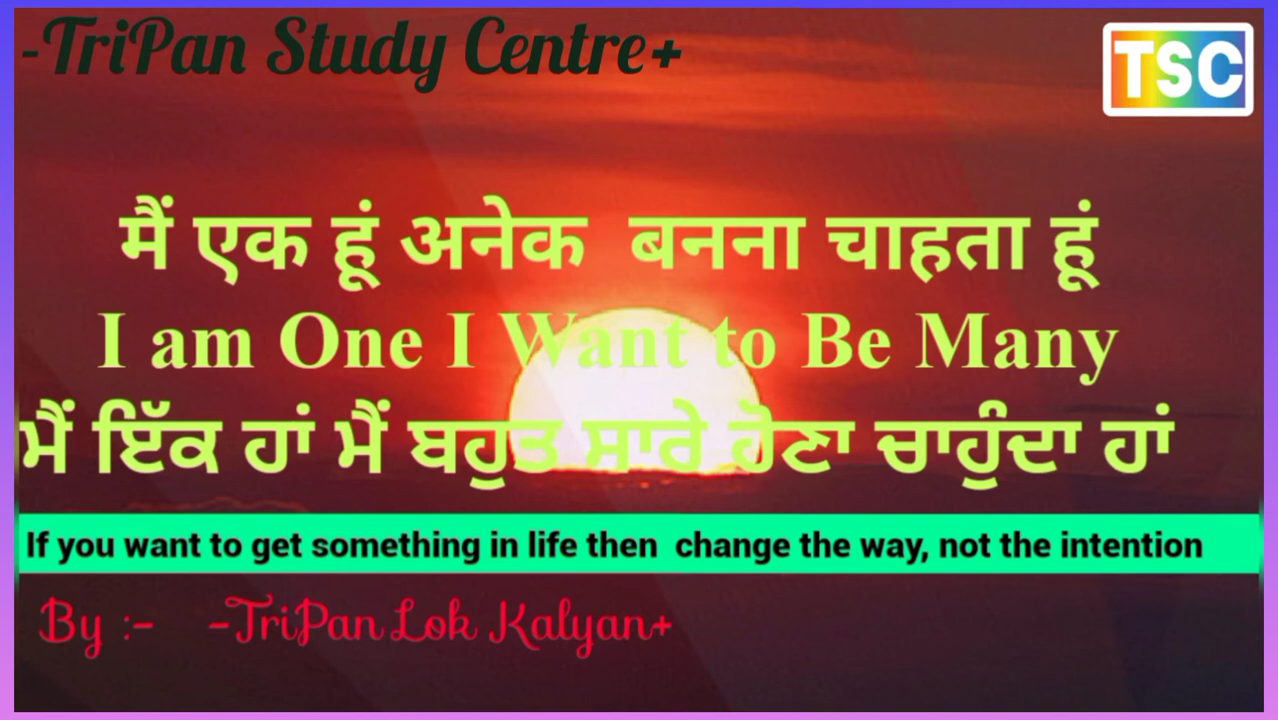 -TriPan Study Centre+
TSC
मैं एक हूं अनेक बनना चाहता हूं
I am One I Want to Be Many
ਮੈਂ ਇੱਕ ਹਾਂ ਮੈਂ ਬਹੁਤ ਸਾਰੇ ਹੋਣਾ ਚਾਹੁੰਦਾ ਹਾਂ
If you want to get something in life then change the way, not the intention
By :- -TriPan Lok Kalyan+